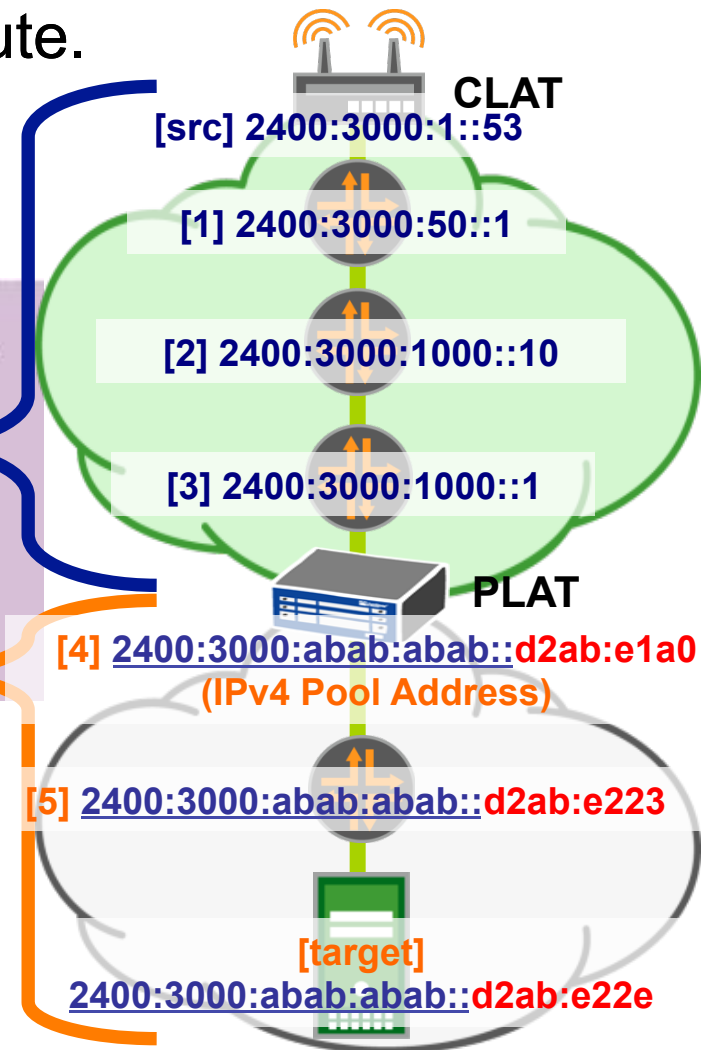 ute.
CLAT
[src] 2400:3000:1::53
[1] 2400:3000:50::1
[2] 2400:3000:1000::10
[3] 2400:3000:1000::1
PLAT
[4] 2400:3000:abab:abab::d2ab:e1a0
(IPv4 Pool Address)
[5] 2400:3000:abab:abab::d2ab:e223
[target]
2400:3000:abab:abab::d2ab:e22e